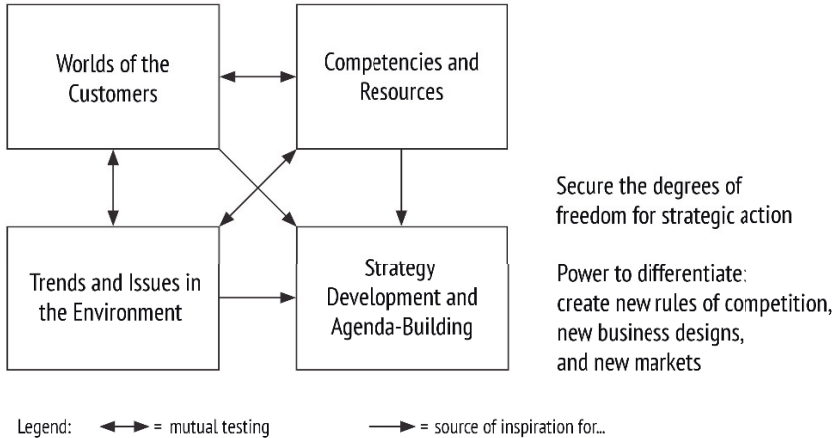 Worlds of the
Customers
Competencies and
Resources
Trends and Issues in
the Environment
Strategy
Development and
Agenda-Building
Secure the degrees of
freedom for strategic action
Power to differentiate:
create new rules of competition,
new business designs,
and new markets
Legend:
= mutual testing
= source of inspiration for...